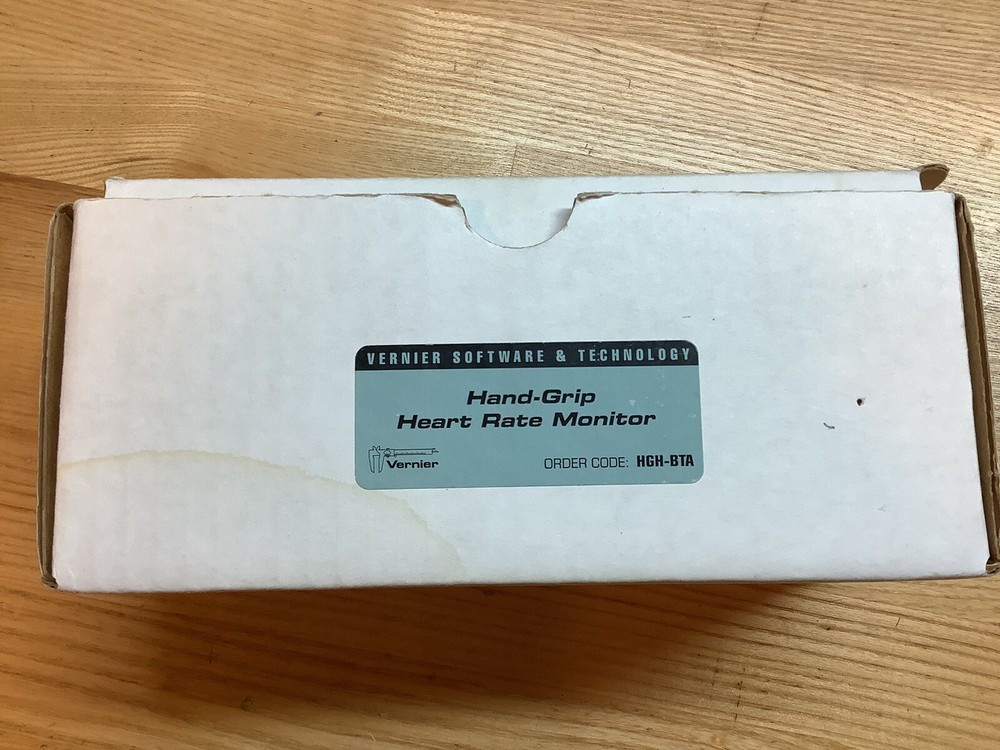 VERNIER SOFTWARE & TECHNOLOGY
Hand-Grip
Heart Rate Monitor
Vernier
ORDER CODE: HGH-BTA